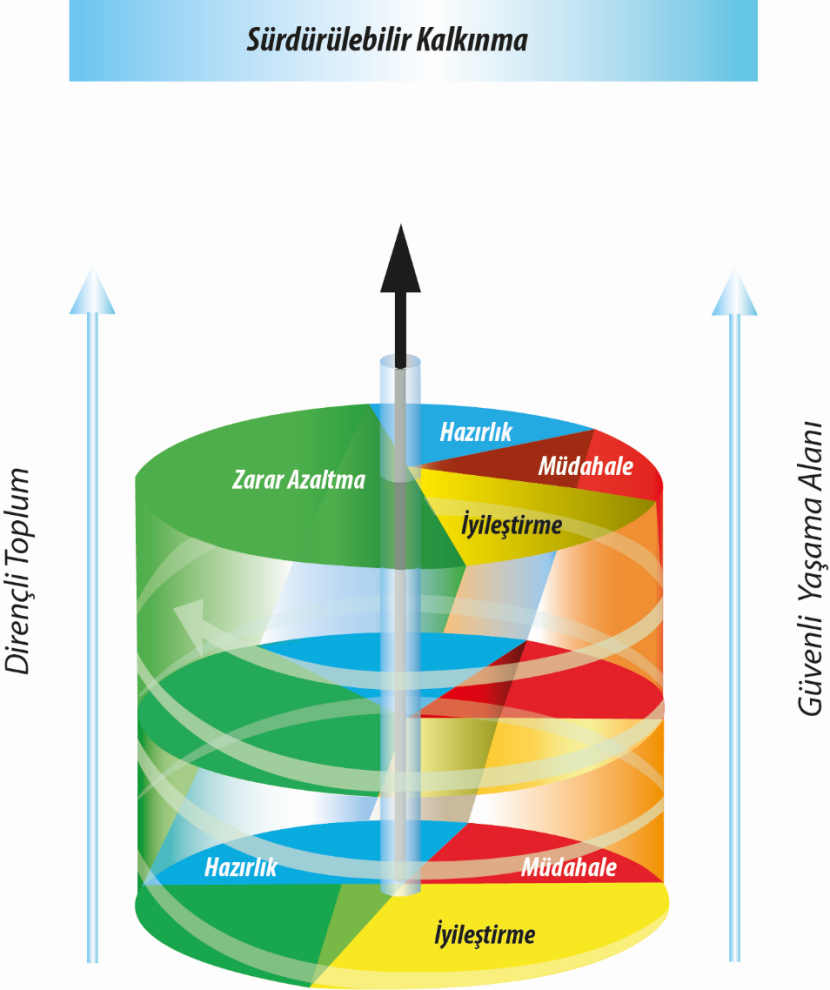 Sürdürülebilir Kalkınma
Dirençli Toplum
Güvenli Yaşama Alanı
Hazırlık
Müdahale
Zarar Azaltma
İyileştirme
Hazırlık
Müdahale
İyileştirme